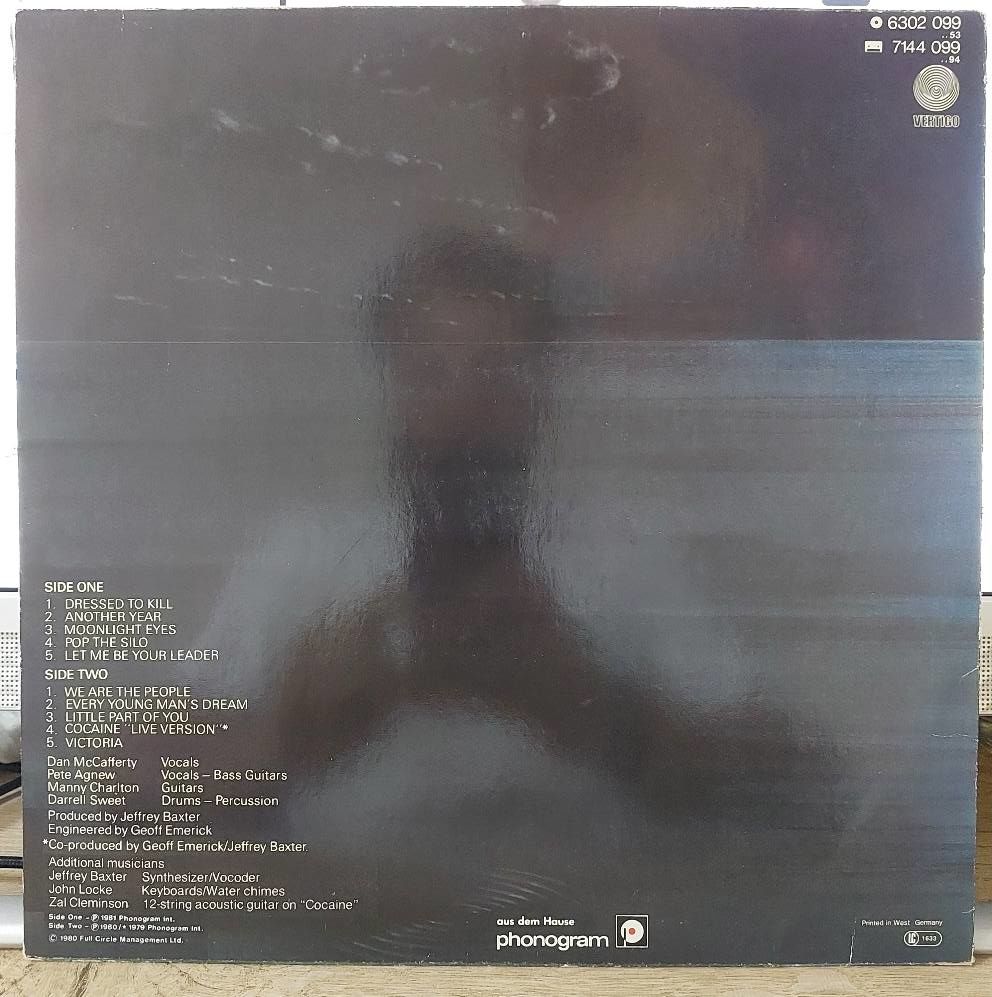 6302 099
..53
7144 099
..94
VERTIGO
SIDE ONE
1. DRESSED TO KILL
2. ANOTHER YEAR
3. MOONLIGHT EYES
4. POP THE SILO
5. LET ME BE YOUR LEADER
SIDE TWO
1. WE ARE THE PEOPLE
2. EVERY YOUNG MAN'S DREAM
3. LITTLE PART OF YOU
4. COCAINE "LIVE VERSION"*
5. VICTORIA
Dan McCafferty Vocals
Pete Agnew Vocals – Bass Guitars
Manny Charlton Guitars
Darrell Sweet Drums – Percussion
Produced by Jeffrey Baxter
Engineered by Geoff Emerick
*Co-produced by Geoff Emerick/Jeffrey Baxter.
Additional musicians
Jeffrey Baxter Synthesizer/Vocoder
John Locke Keyboards/Water chimes
Zal Cleminson 12-string acoustic guitar on "Cocaine"
Side One – ℗ 1981 Phonogram Int.
Side Two – ℗ 1980/* 1979 Phonogram Int.
© 1980 Full Circle Management Ltd.
aus dem Hause
phonogram
Printed in West Germany
LC 1633